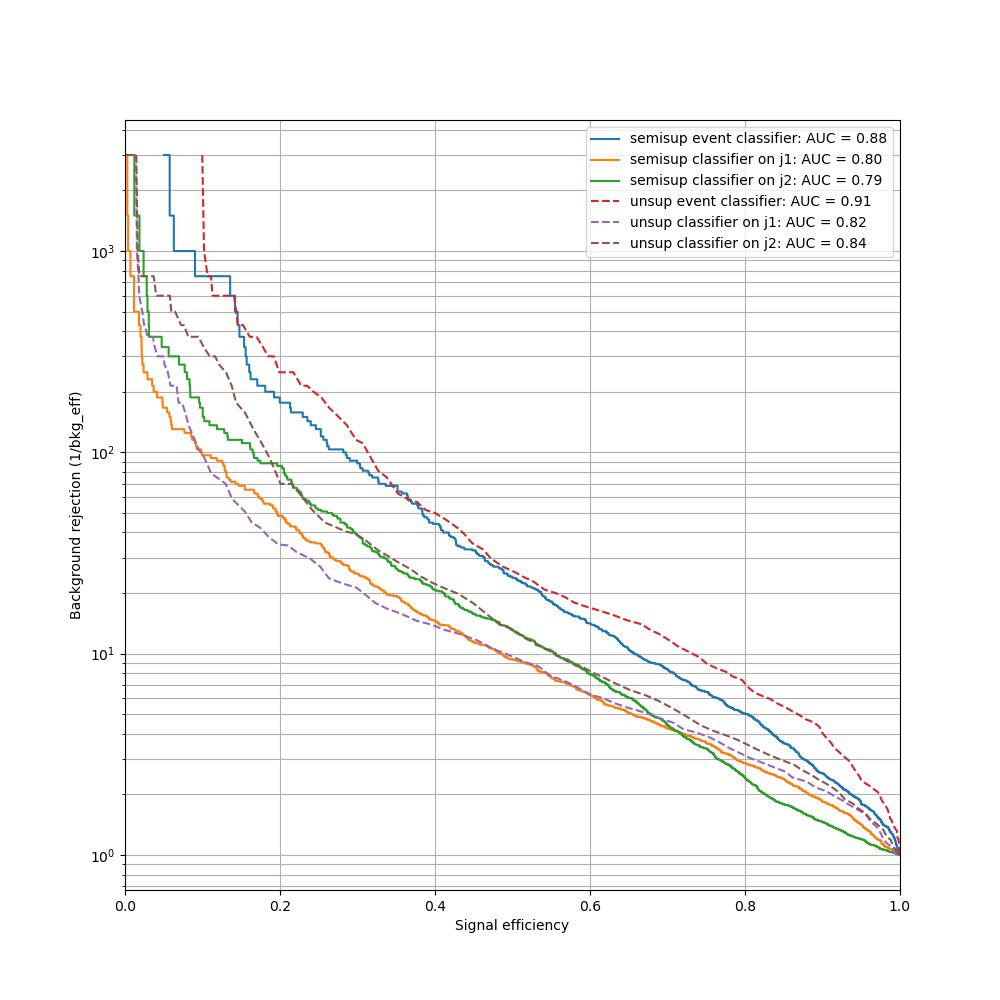 semisup event classifier: AUC = 0.88
semisup classifier on j1: AUC = 0.80
semisup classifier on j2: AUC = 0.79
unsup event classifier: AUC = 0.91
unsup classifier on j1: AUC = 0.82
unsup classifier on j2: AUC = 0.84
Background rejection (1/bkg_eff)
10³
10²
10¹
10⁰
0.0 0.2 0.4 0.6 0.8 1.0
Signal efficiency